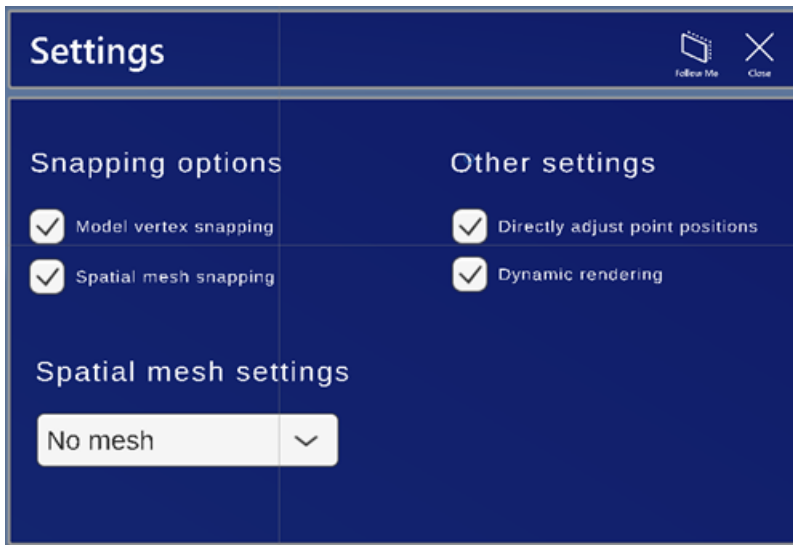 Settings
Follow Me
Close
Snapping options
Model vertex snapping
Spatial mesh snapping
Other settings
Directly adjust point positions
Dynamic rendering
Spatial mesh settings
No mesh